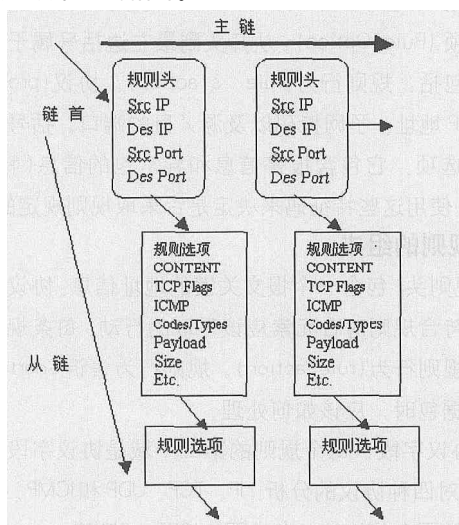 主 链
规则头
Src IP
Des IP
Src Port
Des Port
规则头
Src IP
Des IP
Src Port
Des Port
链 首
规则选项
CONTENT
TCP Flags
ICMP
Codes/Types
Payload
Size
Etc.
规则选项
CONTENT
TCP Flags
ICMP
Codes/Types
Payload
Size
Etc.
从 链
规则选项
规则选项